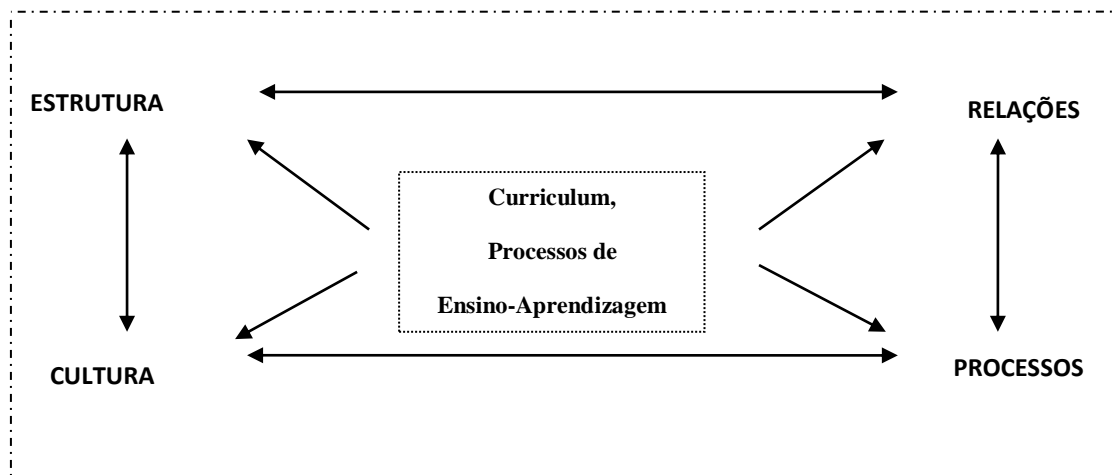 ESTRUTURA
RELAÇÕES
Curriculum,
Processos de
Ensino-Aprendizagem
CULTURA
PROCESSOS